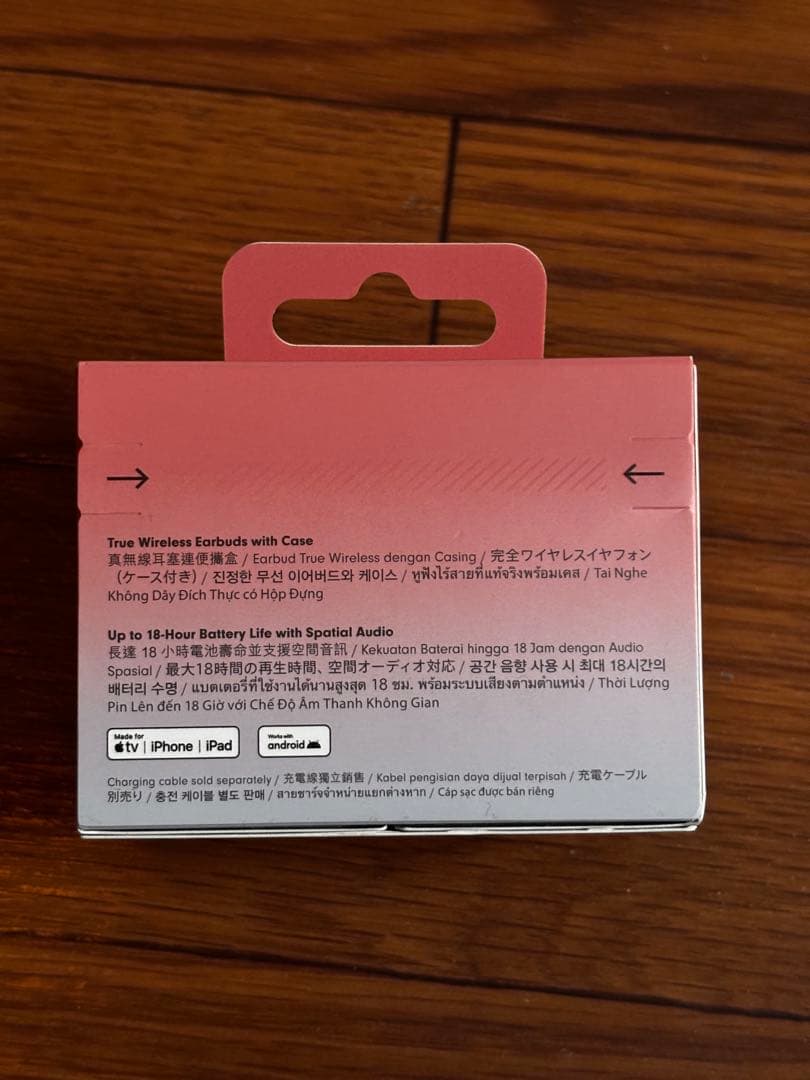 True Wireless Earbuds with Case
真無線耳塞連便攜盒 / Earbud True Wireless dengan Casing / 完全ワイヤレスイヤフォン
（ケース付き）/ 진정한 무선 이어버드와 케이스 / หูฟังไร้สายที่แท้จริงพร้อมเคส / Tai Nghe
Không Dây Đích Thực có Hộp Đựng
Up to 18-Hour Battery Life with Spatial Audio
長達 18 小時電池壽命並支援空間音訊 / Kekuatan Baterai hingga 18 Jam dengan Audio
Spasial / 最大18時間の再生時間、空間オーディオ対応 / 공간 음향 사용 시 최대 18시간의
배터리 수명 / แบตเตอรี่ที่ใช้งานได้นานสูงสุด 18 ชม. พร้อมระบบเสียงตามตำแหน่ง / Thời Lượng
Pin Lên đến 18 Giờ với Chế Độ Âm Thanh Không Gian
Made for
tv | iPhone | iPad
Works with
android
Charging cable sold separately / 充電線獨立銷售 / Kabel pengisian daya dijual terpisah / 充電ケーブル
別売り / 충전 케이블 별도 판매 / สายชาร์จจำหน่ายแยกต่างหาก / Cáp sạc được bán riêng